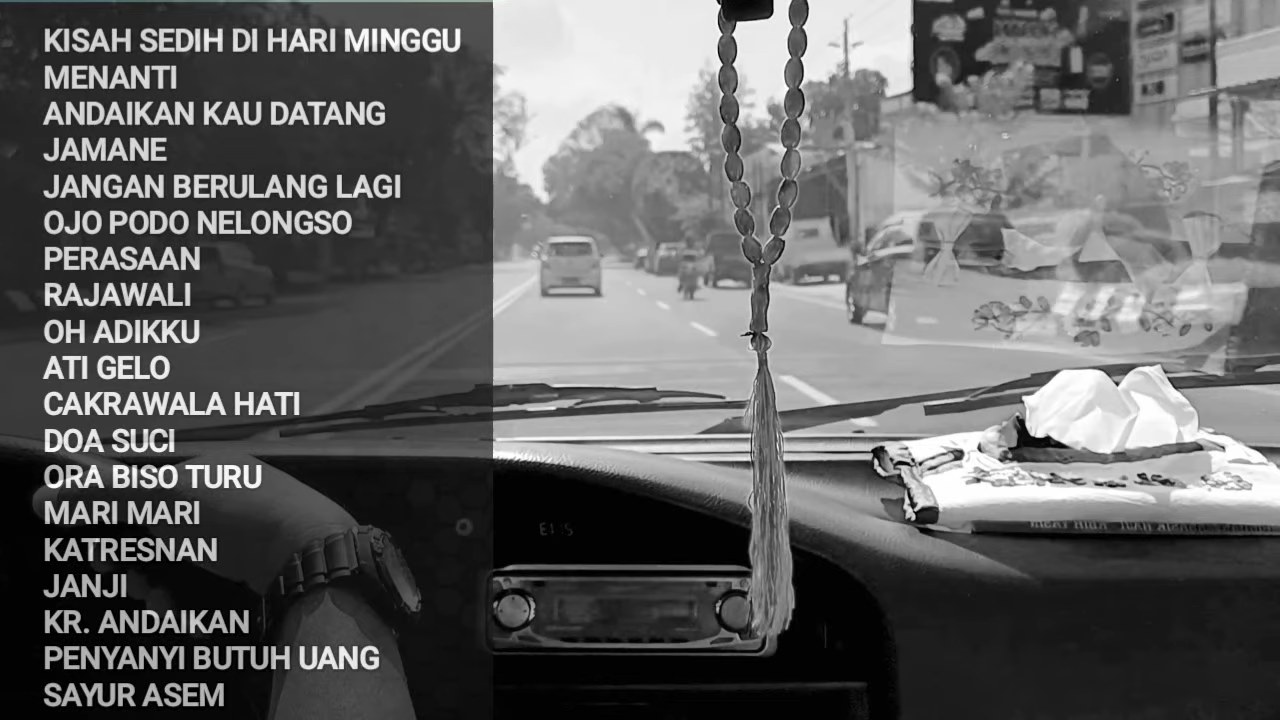 KISAH SEDIH DI HARI MINGGU
MENANTI
ANDAIKAN KAU DATANG
JAMANE
JANGAN BERULANG LAGI
OJO PODO NELONGSO
PERASAAN
RAJAWALI
OH ADIKKU
ATI GELO
CAKRAWALA HATI
DOA SUCI
ORA BISO TURU
MARI MARI
KATRESNAN
JANJI
KR. ANDAIKAN
PENYANYI BUTUH UANG
SAYUR ASEM